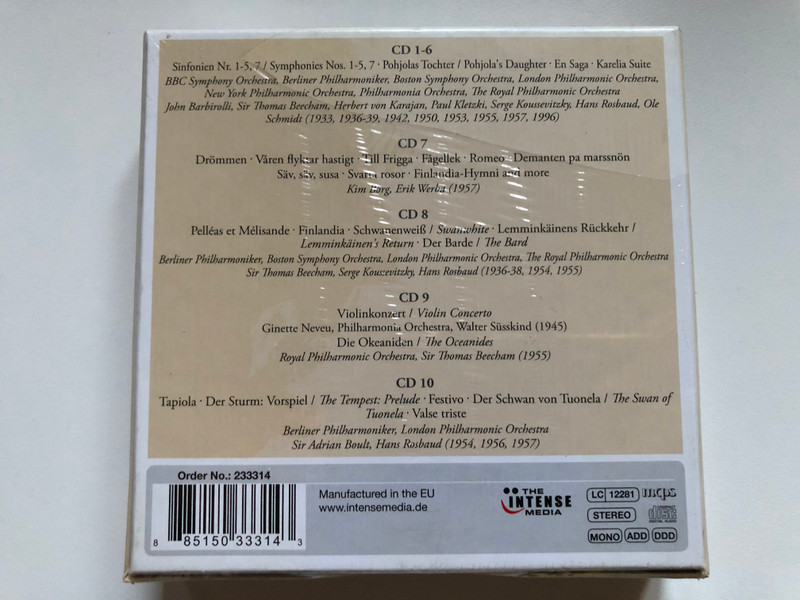 CD 1-6
Sinfonien Nr. 1-5, 7 / Symphonies Nos. 1-5, 7 · Pohjolas Tochter / Pohjola's Daughter · En Saga · Karelia Suite
BBC Symphony Orchestra, Berliner Philharmoniker, Boston Symphony Orchestra, London Philharmonic Orchestra,
New York Philharmonic Orchestra, Philharmonia Orchestra, The Royal Philharmonic Orchestra
John Barbirolli, Sir Thomas Beecham, Herbert von Karajan, Paul Kletzki, Serge Koussevitzky, Hans Rosbaud, Ole
Schmidt (1933, 1936-39, 1942, 1950, 1953, 1955, 1957, 1996)
CD 7
Drömmen · Våren flyktar hastigt · Till Frigga · Fågellek · Romeo · Demanten pa marssnön
Säv, säv, susa · Svarta rosor · Finlandia-Hymni and more
Kim Borg, Erik Werba (1957)
CD 8
Pelléas et Mélisande · Finlandia · Schwanenweiß / Swanwhite · Lemminkäinens Rückkehr /
Lemminkäinen's Return · Der Barde / The Bard
Berliner Philharmoniker, Boston Symphony Orchestra, London Philharmonic Orchestra, The Royal Philharmonic Orchestra
Sir Thomas Beecham, Serge Koussevitzky, Hans Rosbaud (1936-38, 1954, 1955)
CD 9
Violinkonzert / Violin Concerto
Ginette Neveu, Philharmonia Orchestra, Walter Süsskind (1945)
Die Okeaniden / The Oceanides
Royal Philharmonic Orchestra, Sir Thomas Beecham (1955)
CD 10
Tapiola · Der Sturm: Vorspiel / The Tempest: Prelude · Festivo · Der Schwan von Tuonela / The Swan of
Tuonela · Valse triste
Berliner Philharmoniker, London Philharmonic Orchestra
Sir Adrian Boult, Hans Rosbaud (1954, 1956, 1957)
Order No.: 233314
8 85150 33314 3
Manufactured in the EU
www.intensemedia.de
THE
INTENSE
MEDIA
LC 12281 mcps
STEREO
disc
DIGITAL AUDIO
MONO ADD DDD